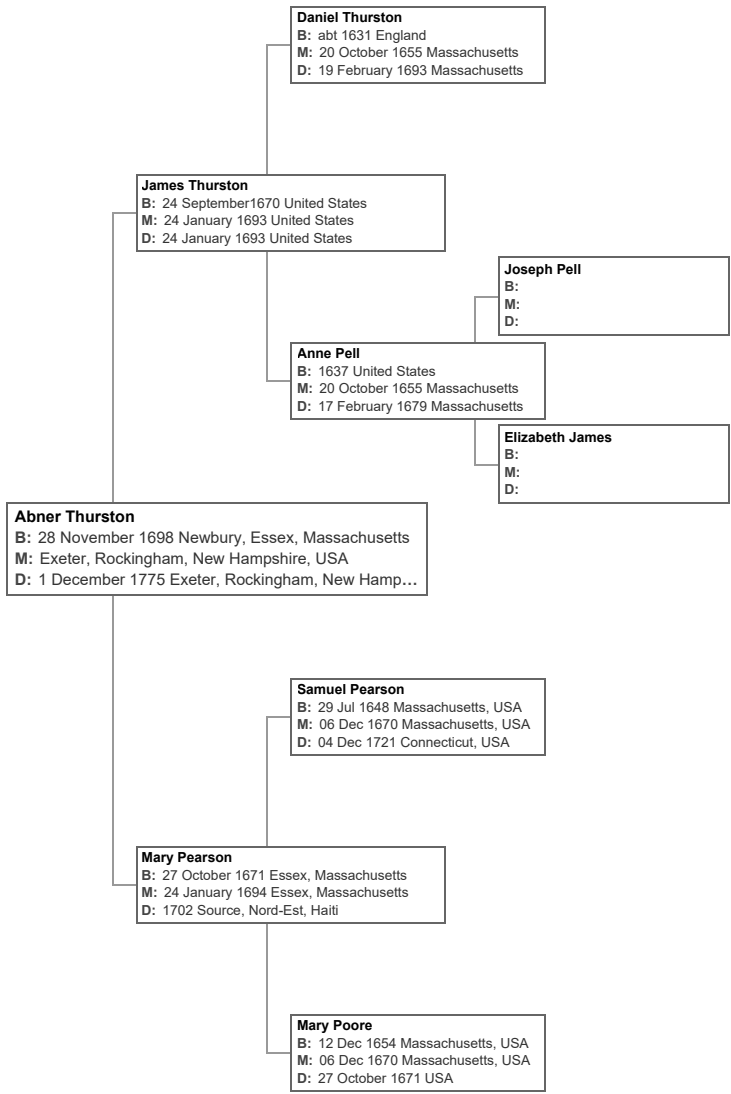 Daniel Thurston
B: abt 1631 England
M: 20 October 1655 Massachusetts
D: 19 February 1693 Massachusetts
James Thurston
B: 24 September1670 United States
M: 24 January 1693 United States
D: 24 January 1693 United States
Joseph Pell
B:
M:
D:
Anne Pell
B: 1637 United States
M: 20 October 1655 Massachusetts
D: 17 February 1679 Massachusetts
Elizabeth James
B:
M:
D:
Abner Thurston
B: 28 November 1698 Newbury, Essex, Massachusetts
M: Exeter, Rockingham, New Hampshire, USA
D: 1 December 1775 Exeter, Rockingham, New Hamp...
Samuel Pearson
B: 29 Jul 1648 Massachusetts, USA
M: 06 Dec 1670 Massachusetts, USA
D: 04 Dec 1721 Connecticut, USA
Mary Pearson
B: 27 October 1671 Essex, Massachusetts
M: 24 January 1694 Essex, Massachusetts
D: 1702 Source, Nord-Est, Haiti
Mary Poore
B: 12 Dec 1654 Massachusetts, USA
M: 06 Dec 1670 Massachusetts, USA
D: 27 October 1671 USA